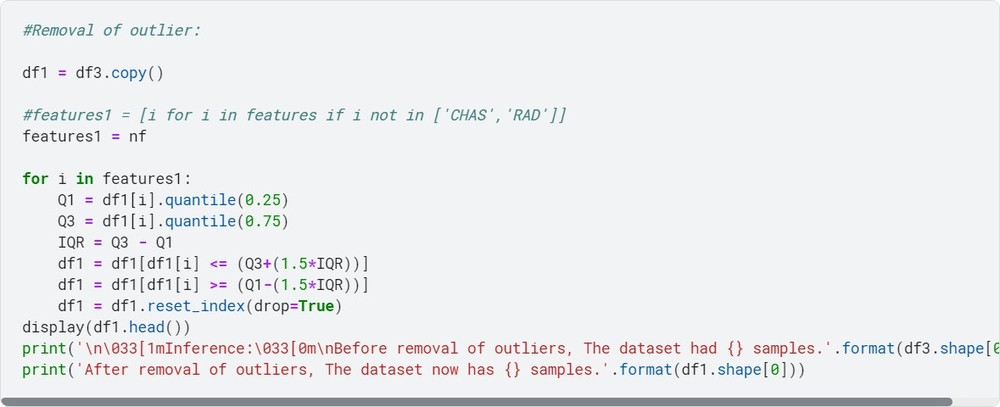 #Removal of outlier:
df1 = df3.copy()
#features1 = [i for i in features if i not in ['CHAS','RAD']]
features1 = nf
for i in features1:
    Q1 = df1[i].quantile(0.25)
    Q3 = df1[i].quantile(0.75)
    IQR = Q3 - Q1
    df1 = df1[df1[i] <= (Q3+(1.5*IQR))]
    df1 = df1[df1[i] >= (Q1-(1.5*IQR))]
    df1 = df1.reset_index(drop=True)
display(df1.head())
print('\n\033[1mInference:\033[0m\nBefore removal of outliers, The dataset had {} samples.'.format(df3.shape[0
print('After removal of outliers, The dataset now has {} samples.'.format(df1.shape[0]))